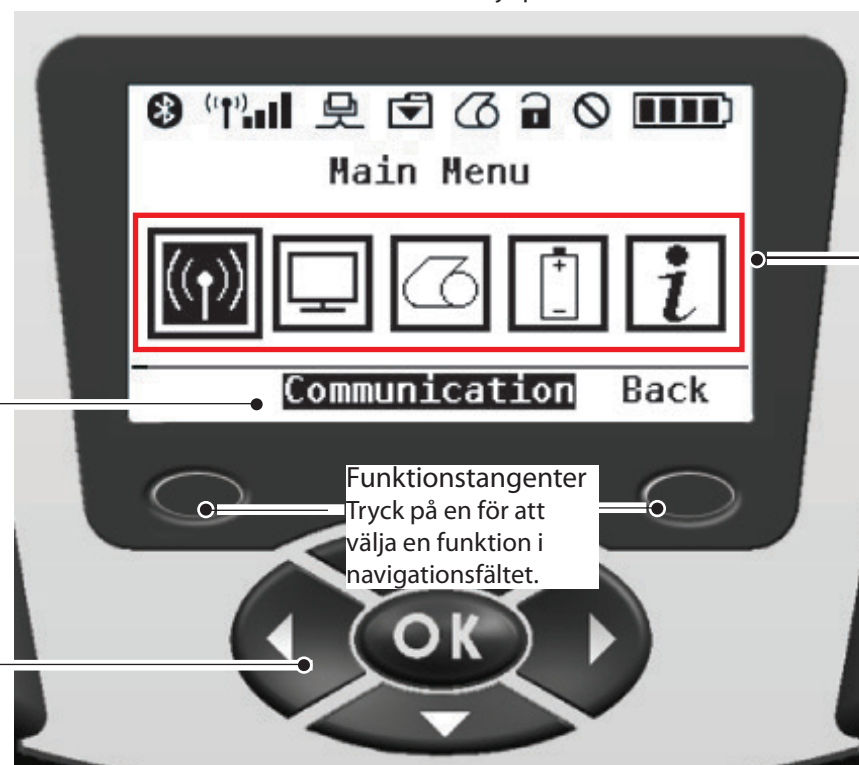 Main Menu
Communication Back
Funktionstangenter
Tryck på en för att
välja en funktion i
navigationsfältet.
OK